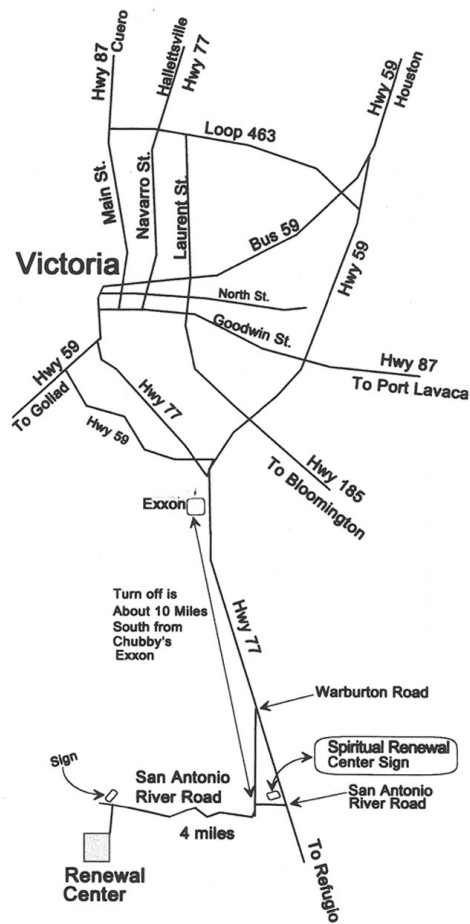 Hwy 87
Cuero
Hallettsville
Hwy 77
Hwy 59
Houston
Loop 463
Main St.
Navarro St.
Laurent St.
Bus 59
Hwy 59
Victoria
North St.
Goodwin St.
Hwy 87
To Port Lavaca
Hwy 59
To Goliad
Hwy 77
Hwy 59
Hwy 185
To Bloomington
Exxon
Turn off is
About 10 Miles
South from
Chubby's
Exxon
Hwy 77
Warburton Road
Spiritual Renewal
Center Sign
Sign
San Antonio
River Road
San Antonio
River Road
4 miles
To Refugio
Renewal
Center